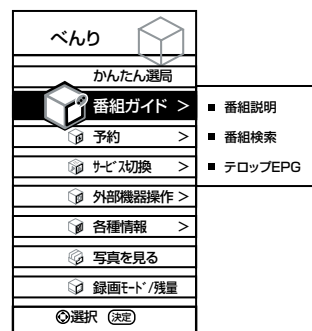 べんり
かんたん選局
番組ガイド >
予約 >
サービス切換 >
外部機器操作 >
各種情報 >
写真を見る
録画モード/残量
選択 決定
■ 番組説明
■ 番組検索
■ テロップEPG